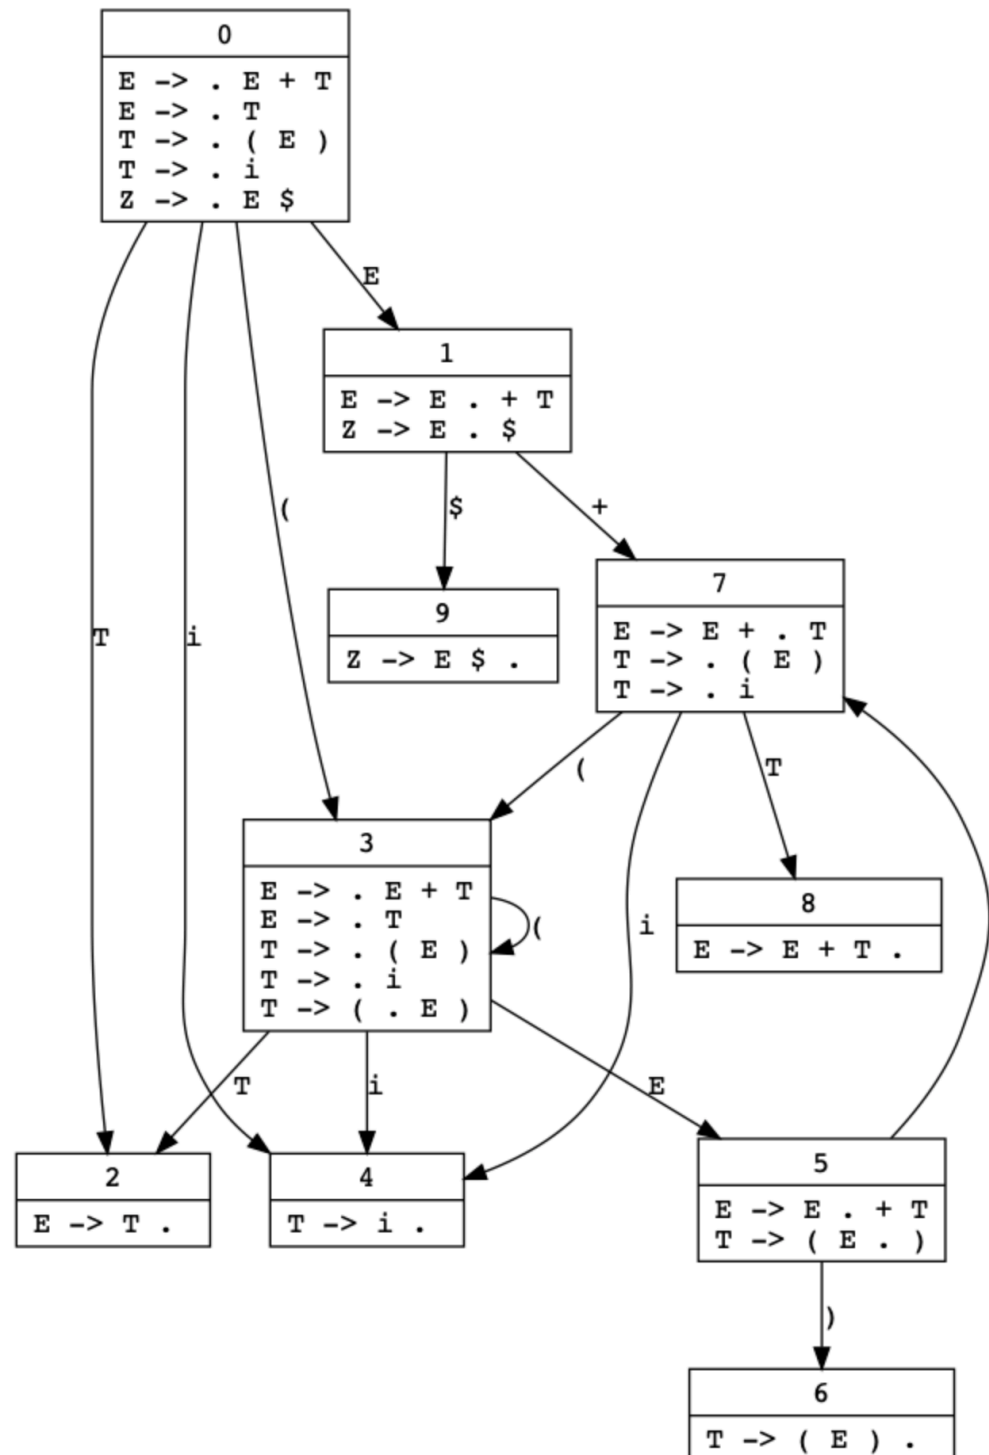 0
E -> . E + T
E -> . T
T -> . ( E )
T -> . i
Z -> . E $
E
1
E -> E . + T
Z -> E . $
(
$
+
7
E -> E + . T
T -> . ( E )
T -> . i
9
Z -> E $ .
T
i
(
T
3
E -> . E + T
E -> . T
T -> . ( E )
T -> . i
T -> ( . E )
(
i
8
E -> E + T .
T
i
E
2
E -> T .
4
T -> i .
5
E -> E . + T
T -> ( E . )
)
6
T -> ( E ) .